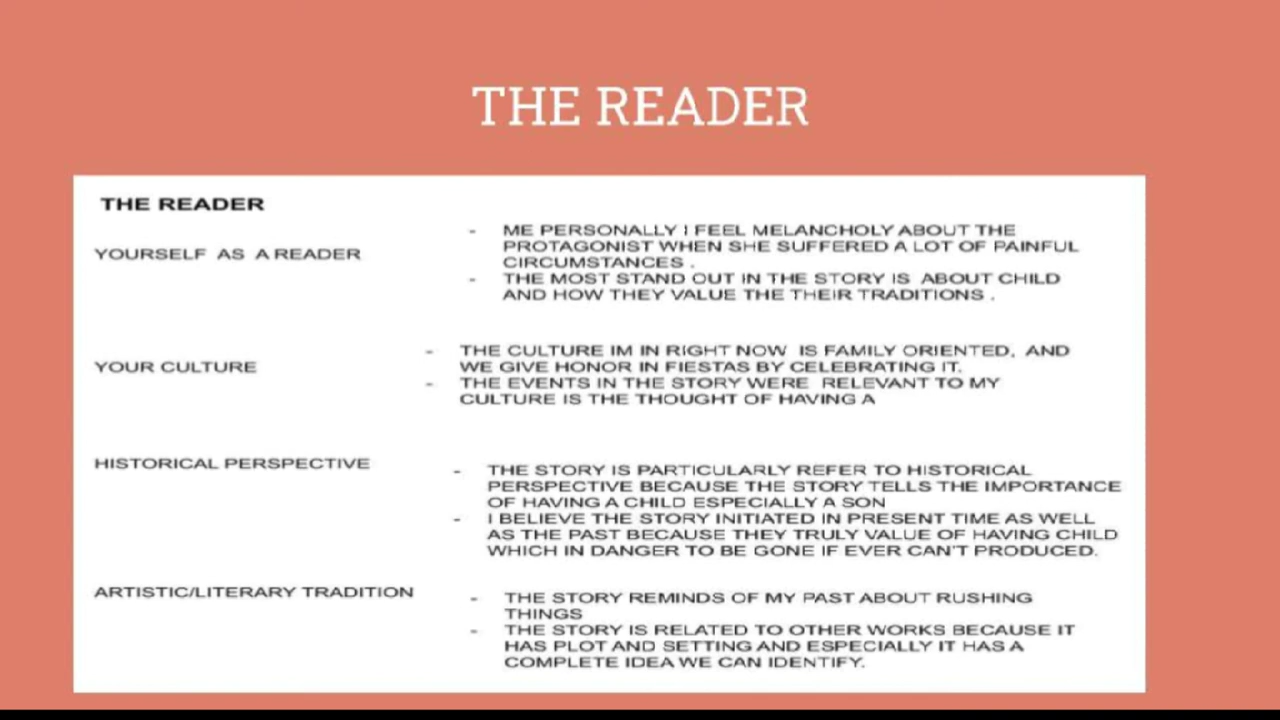 THE READER
THE READER
YOURSELF AS A READER
- ME PERSONALLY I FEEL MELANCHOLY ABOUT THE
PROTAGONIST WHEN SHE SUFFERED A LOT OF PAINFUL
CIRCUMSTANCES .
- THE MOST STAND OUT IN THE STORY IS ABOUT CHILD
AND HOW THEY VALUE THE THEIR TRADITIONS .
YOUR CULTURE
- THE CULTURE IM IN RIGHT NOW IS FAMILY ORIENTED, AND
WE GIVE HONOR IN FIESTAS BY CELEBRATING IT.
- THE EVENTS IN THE STORY WERE RELEVANT TO MY
CULTURE IS THE THOUGHT OF HAVING A
HISTORICAL PERSPECTIVE
- THE STORY IS PARTICULARLY REFER TO HISTORICAL
PERSPECTIVE BECAUSE THE STORY TELLS THE IMPORTANCE
OF HAVING A CHILD ESPECIALLY A SON
- I BELIEVE THE STORY INITIATED IN PRESENT TIME AS WELL
AS THE PAST BECAUSE THEY TRULY VALUE OF HAVING CHILD
WHICH IN DANGER TO BE GONE IF EVER CAN'T PRODUCED.
ARTISTIC/LITERARY TRADITION
- THE STORY REMINDS OF MY PAST ABOUT RUSHING
THINGS
- THE STORY IS RELATED TO OTHER WORKS BECAUSE IT
HAS PLOT AND SETTING AND ESPECIALLY IT HAS A
COMPLETE IDEA WE CAN IDENTIFY.